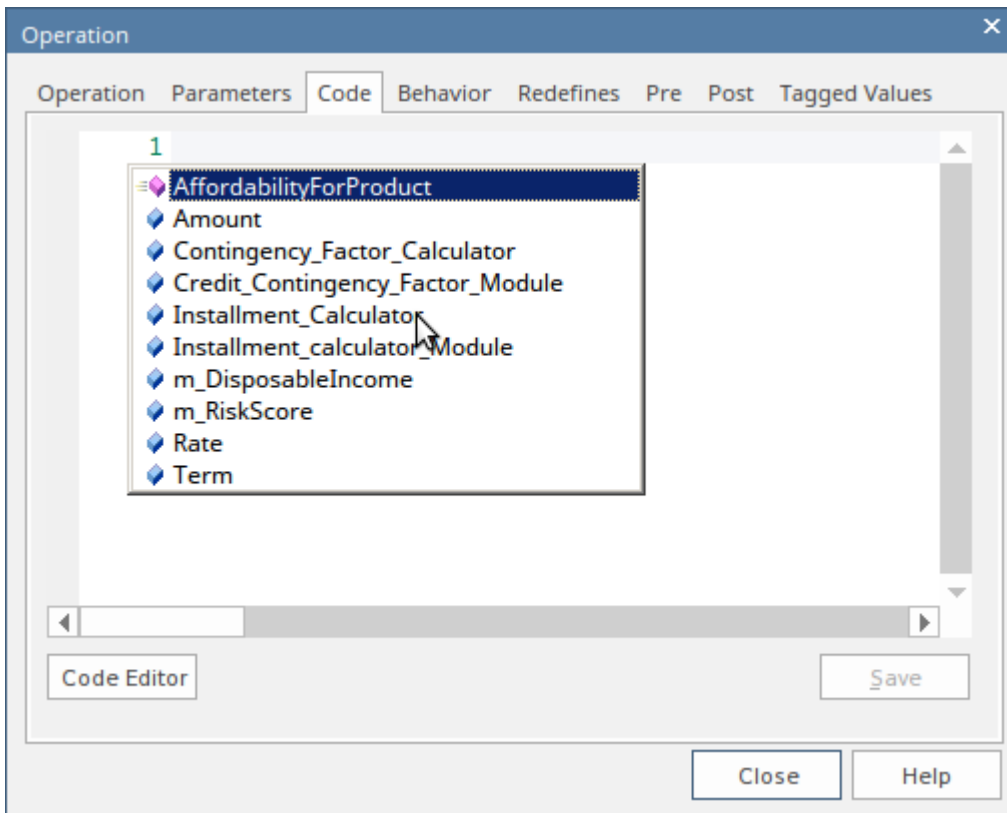 Operation
Operation Parameters Code Behavior Redefines Pre Post Tagged Values
1
AffordabilityForProduct
Amount
Contingency_Factor_Calculator
Credit_Contingency_Factor_Module
Installment_Calculator
Installment_calculator_Module
m_DisposableIncome
m_RiskScore
Rate
Term
Code Editor Save
Close Help